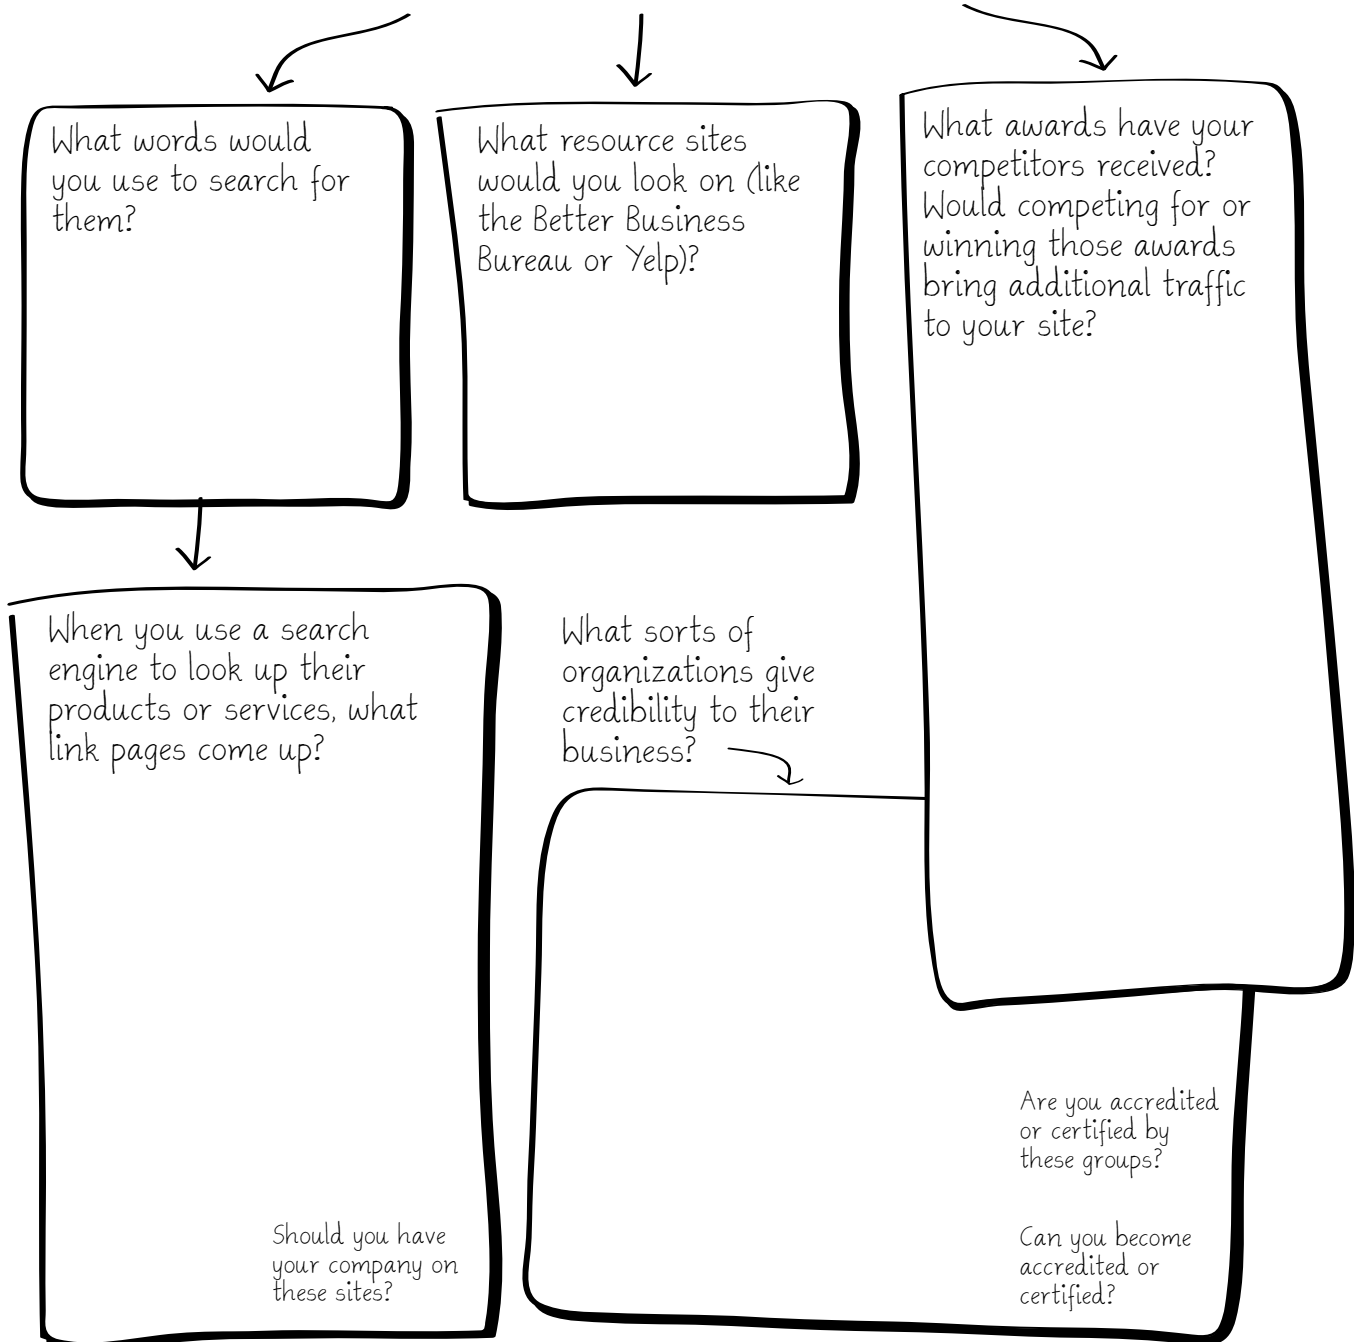 What words would
you use to search for
them?
What resource sites
would you look on (like
the Better Business
Bureau or Yelp)?
What awards have your
competitors received?
Would competing for or
winning those awards
bring additional traffic
to your site?
When you use a search
engine to look up their
products or services, what
link pages come up?
Should you have
your company on
these sites?
What sorts of
organizations give
credibility to their
business?
Are you accredited
or certified by
these groups?
Can you become
accredited or
certified?